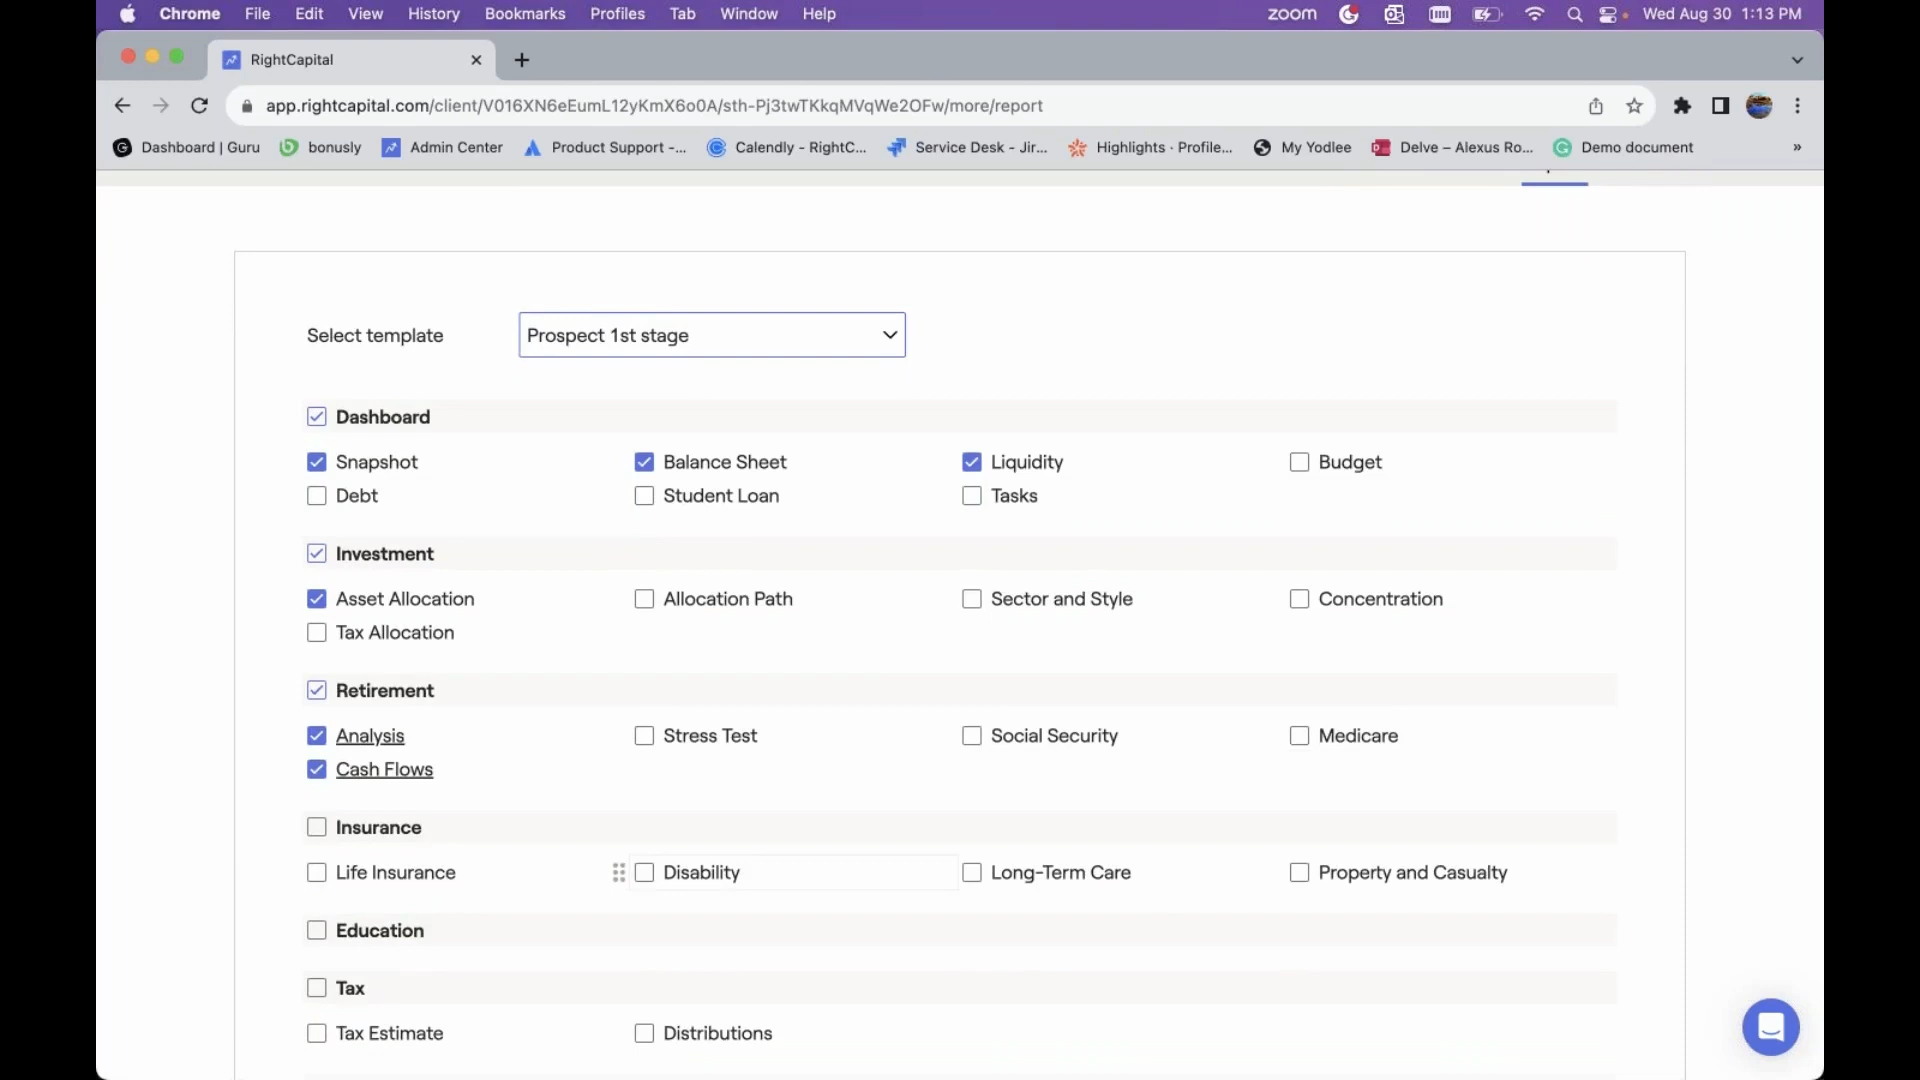 Chrome File Edit View History Bookmarks Profiles Tab Window Help zoom Wed Aug 30 1:13 PM
RightCapital
app.rightcapital.com/client/V016XN6eEumL12yKmX6o0A/sth-Pj3twTKkqMVqWe2OFw/more/report
Dashboard | Guru bonusly Admin Center Product Support -... Calendly - RightC... Service Desk - Jir... Highlights · Profile... My Yodlee Delve – Alexus Ro... Demo document »
Select template Prospect 1st stage
Dashboard
Snapshot Balance Sheet Liquidity Budget
Debt Student Loan Tasks
Investment
Asset Allocation Allocation Path Sector and Style Concentration
Tax Allocation
Retirement
Analysis Stress Test Social Security Medicare
Cash Flows
Insurance
Life Insurance Disability Long-Term Care Property and Casualty
Education
Tax
Tax Estimate Distributions